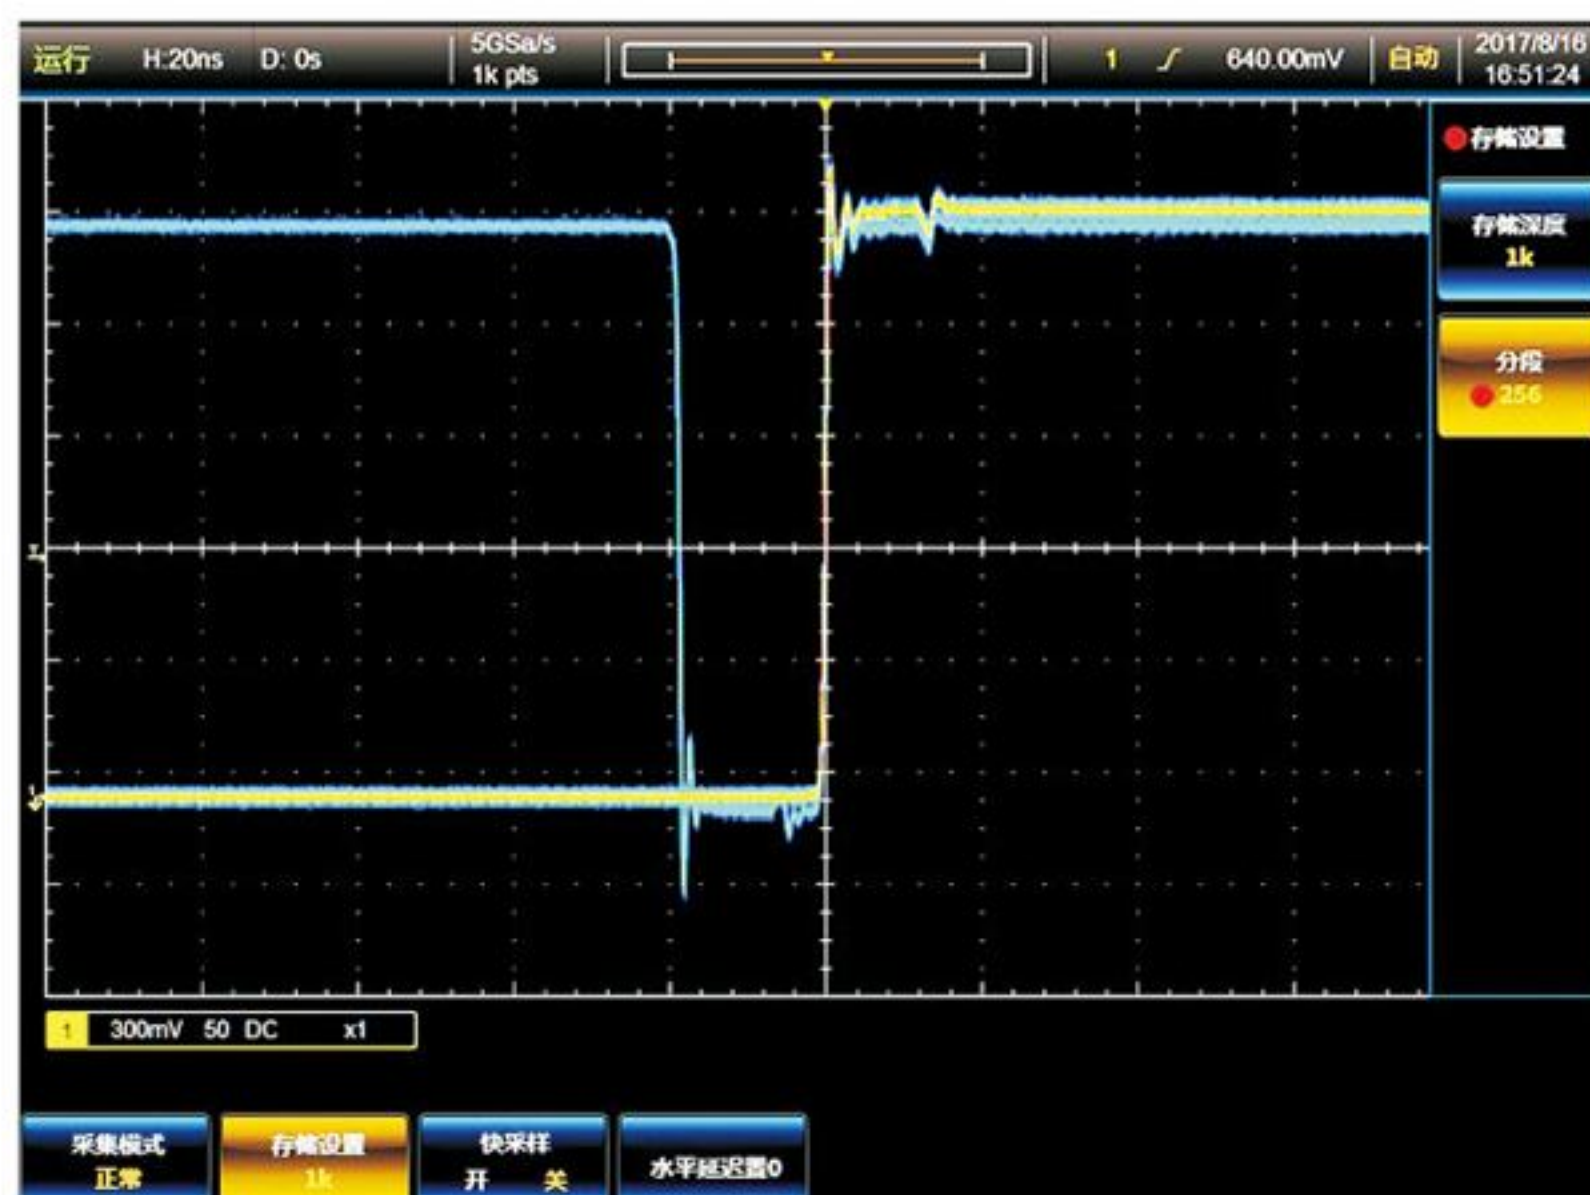 运行 H:20ns D: 0s 5GSa/s 1 640.00mV 自动 2017/8/16
1k pts 16:51:24
存储设置
存储深度
1k
分段
256
1
1 300mV 50 DC x1
采集模式 存储设置 快采样 水平延迟置0
正常 1k 开 关